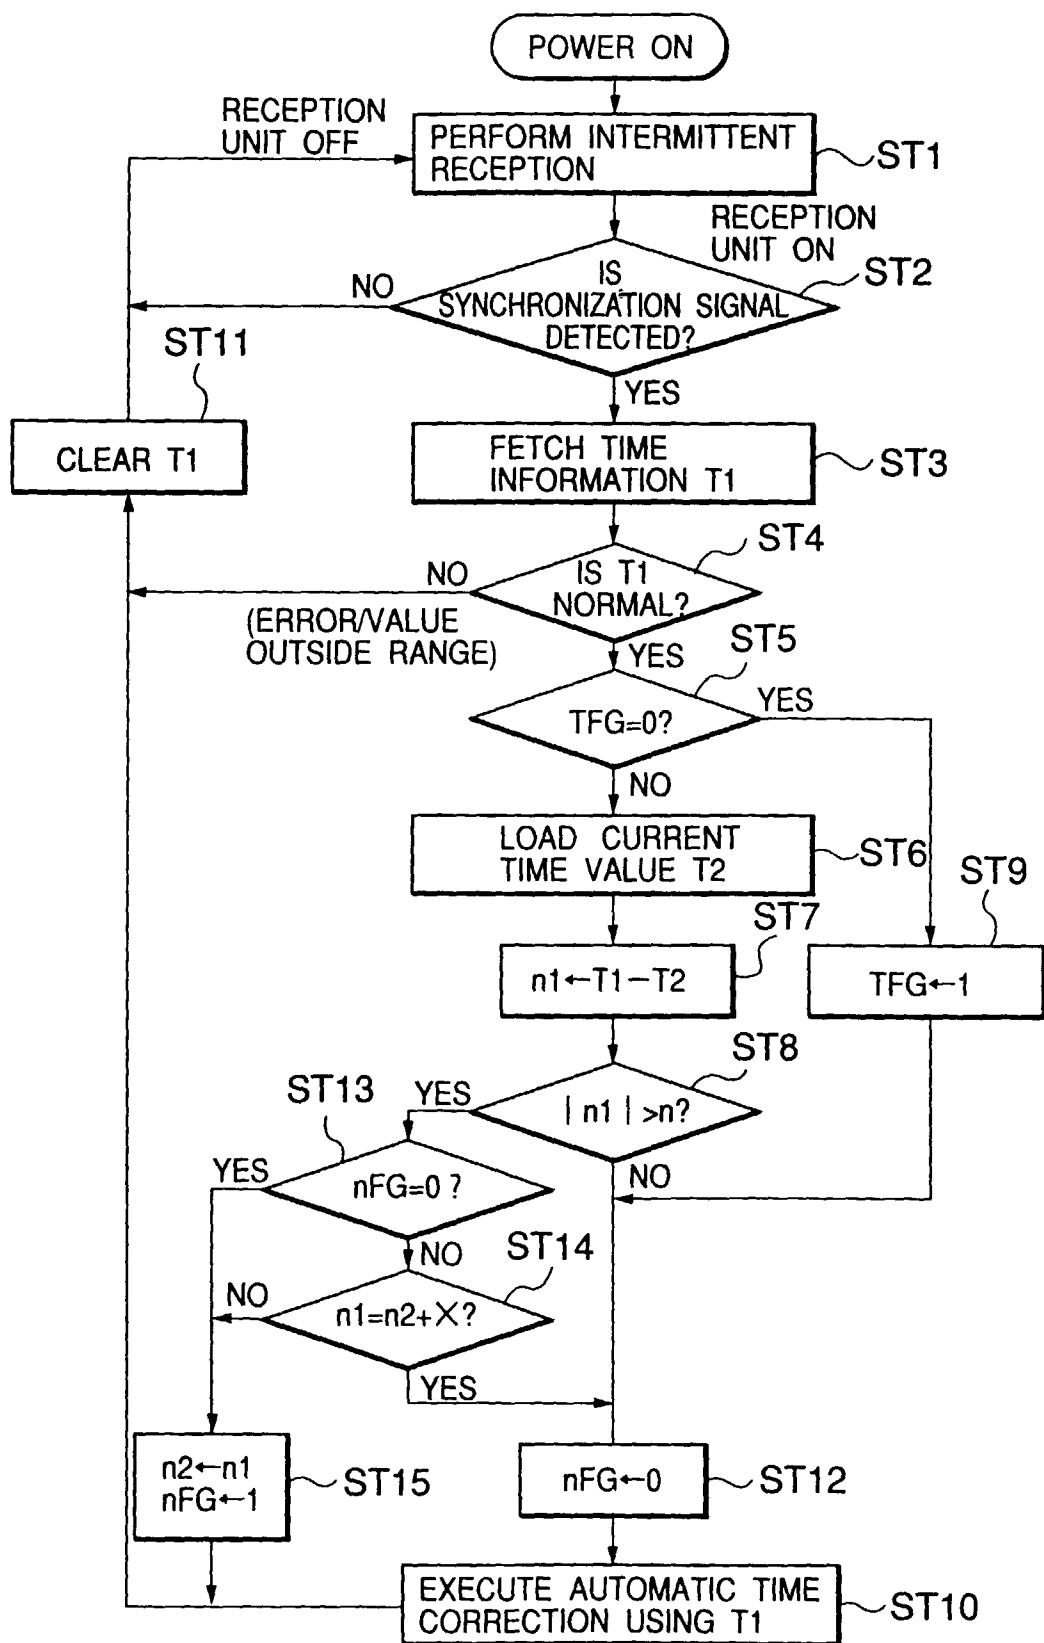 POWER ON
RECEPTION
UNIT OFF
PERFORM INTERMITTENT
RECEPTION
ST1
RECEPTION
UNIT ON
NO
IS
SYNCHRONIZATION SIGNAL
DETECTED?
ST2
ST11
YES
CLEAR T1
FETCH TIME
INFORMATION T1
ST3
ST4
NO
IS T1
NORMAL?
(ERROR/VALUE
OUTSIDE RANGE)
YES
ST5
TFG=0?
YES
NO
LOAD CURRENT
TIME VALUE T2
ST6
ST9
ST7
n1←T1−T2
TFG←1
ST8
ST13
YES
| n1 | >n?
YES
nFG=0?
NO
NO
ST14
NO
n1=n2+X?
YES
n2←n1
nFG←1
ST15
nFG←0
ST12
EXECUTE AUTOMATIC TIME
CORRECTION USING T1
ST10